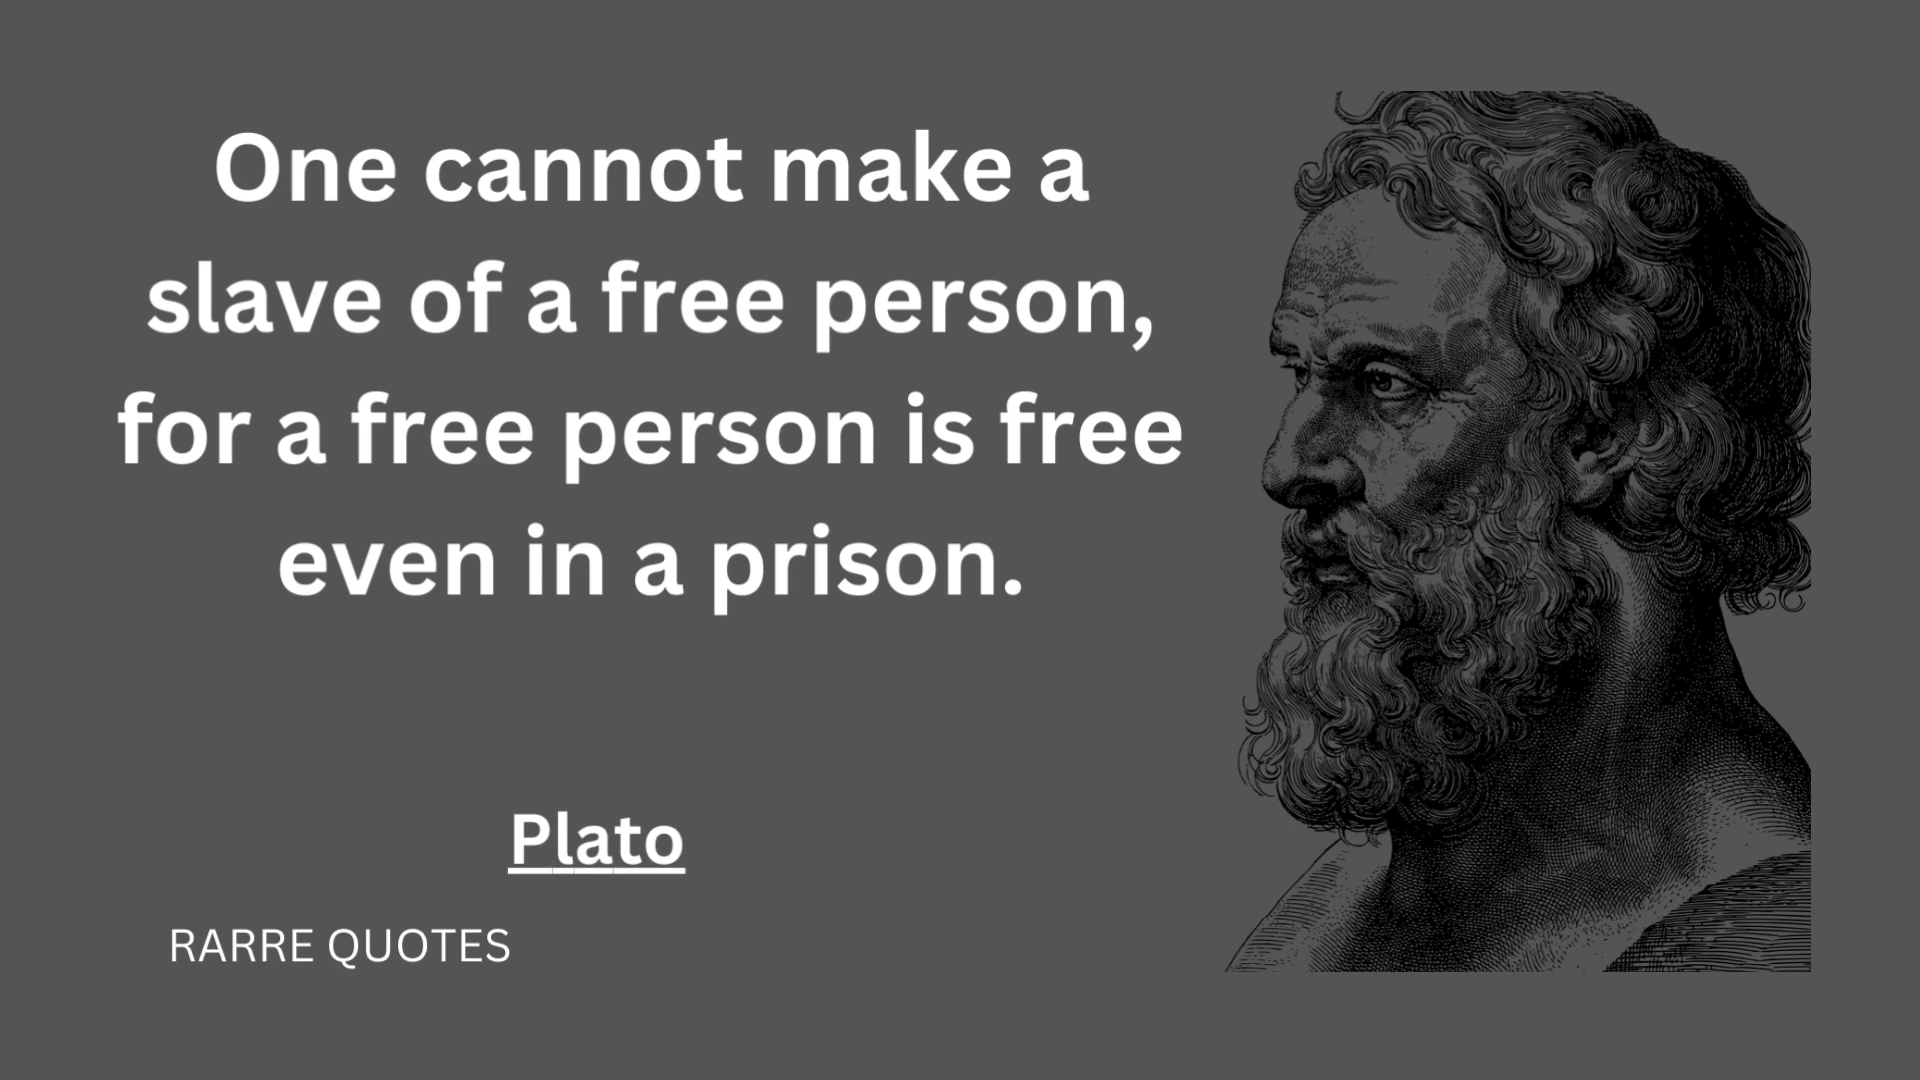 One cannot make a
slave of a free person,
for a free person is free
even in a prison.
Plato
RARRE QUOTES